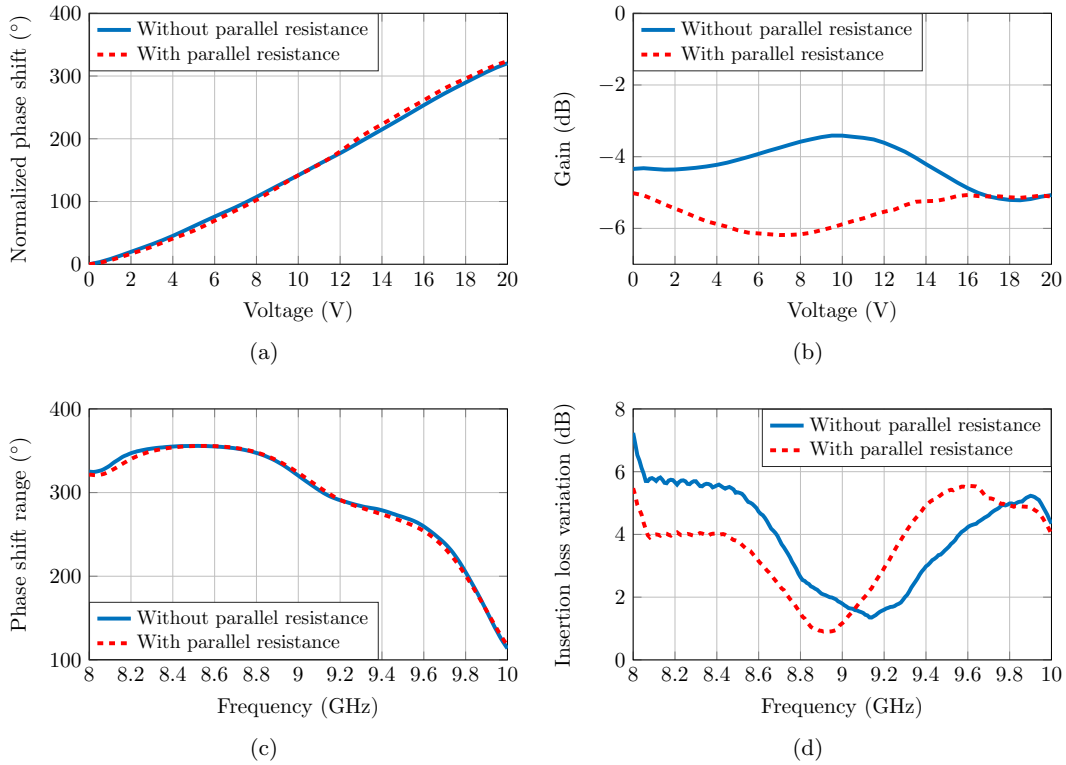 Normalized phase shift (°)
400
300
200
100
0
Without parallel resistance
With parallel resistance
0 2 4 6 8 10 12 14 16 18 20
Voltage (V)
(a)
Gain (dB)
0
−2
−4
−6
Without parallel resistance
With parallel resistance
0 2 4 6 8 10 12 14 16 18 20
Voltage (V)
(b)
Phase shift range (°)
400
300
200
100
Without parallel resistance
With parallel resistance
8 8.2 8.4 8.6 8.8 9 9.2 9.4 9.6 9.8 10
Frequency (GHz)
(c)
Insertion loss variation (dB)
8
6
4
2
0
Without parallel resistance
With parallel resistance
8 8.2 8.4 8.6 8.8 9 9.2 9.4 9.6 9.8 10
Frequency (GHz)
(d)